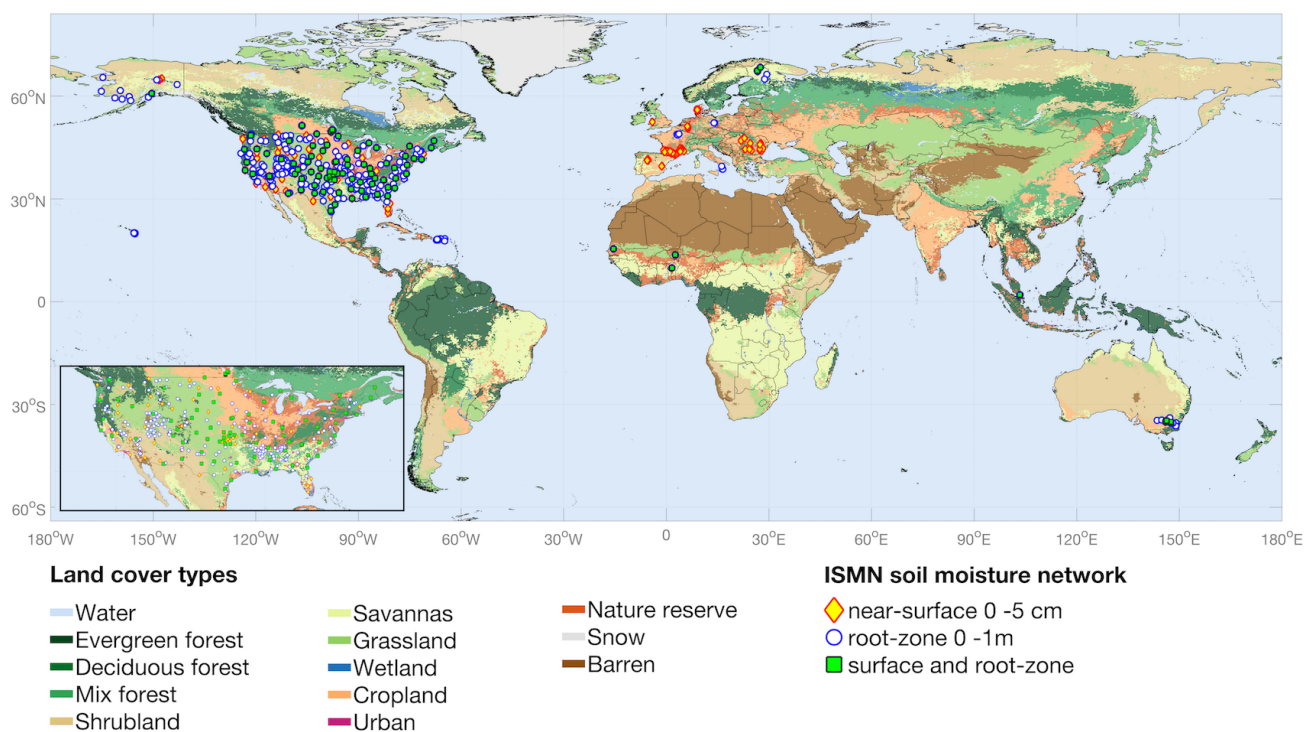 60°N
30°N
0
30°S
60°S
180°W 150°W 120°W 90°W 60°W 30°W 0 30°E 60°E 90°E 120°E 150°E 180°E
Land cover types
Water
Evergreen forest
Deciduous forest
Mix forest
Shrubland
Savannas
Grassland
Wetland
Cropland
Urban
Nature reserve
Snow
Barren
ISMN soil moisture network
near-surface 0 -5 cm
root-zone 0 -1m
surface and root-zone